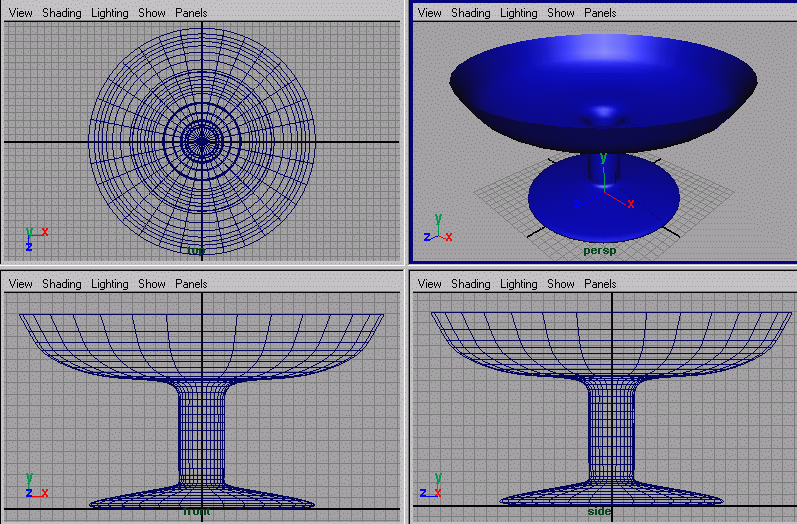 View Shading Lighting Show Panels
View Shading Lighting Show Panels
y x
z
top
y
x
z
y
z x
persp
View Shading Lighting Show Panels
View Shading Lighting Show Panels
y
z x
front
y
z x
side